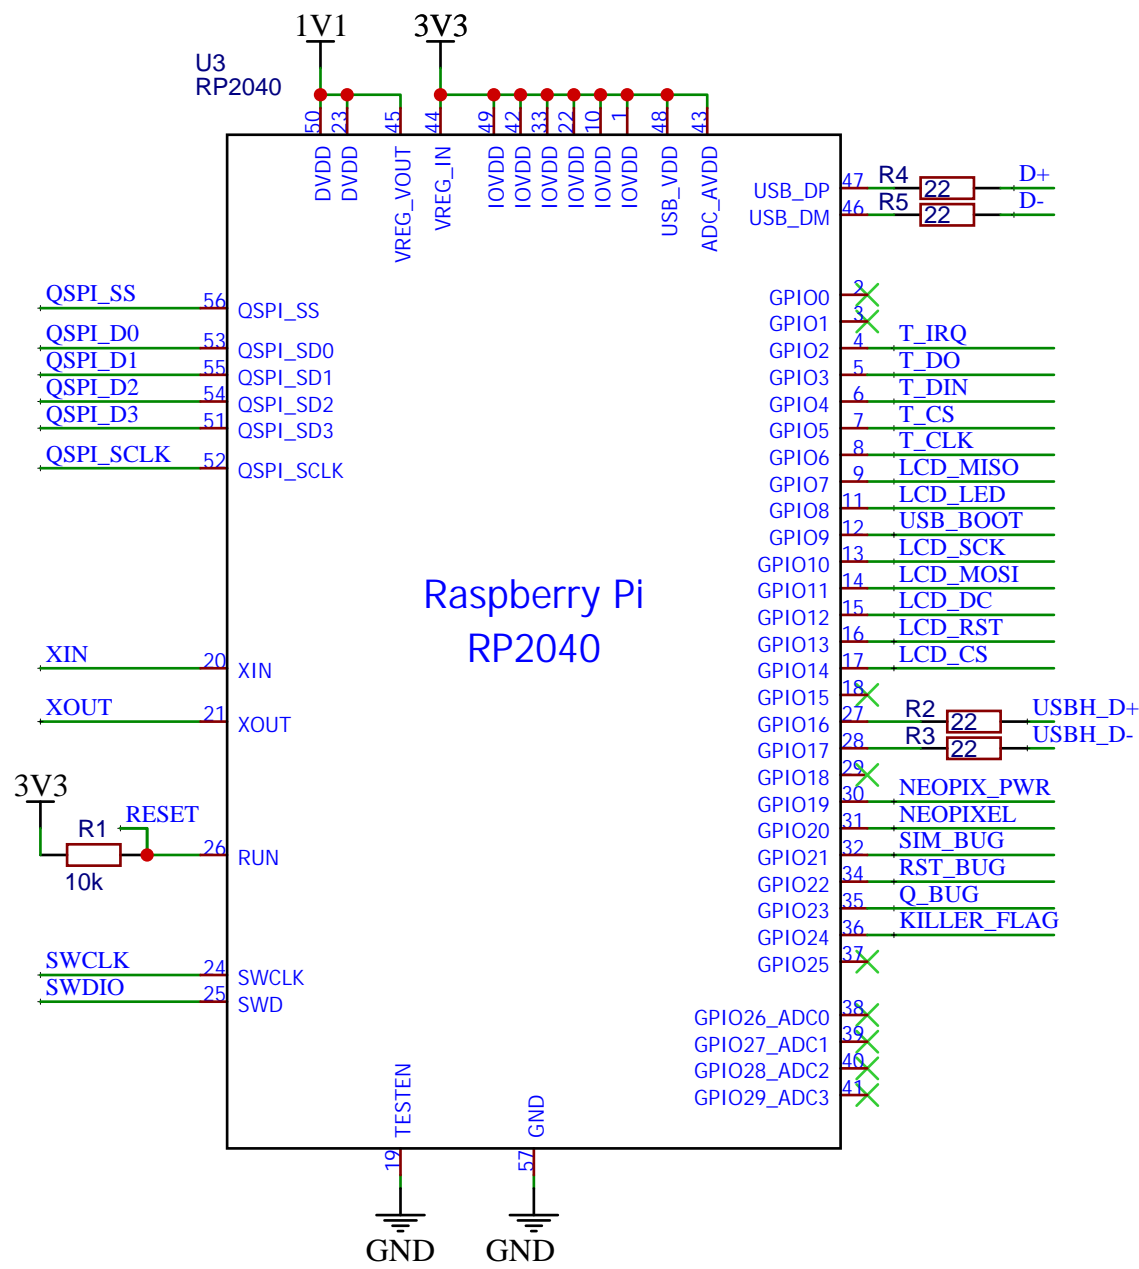 1V1
3V3
U3
RP2040
50
23
45
44
49
42
33
22
10
1
48
43
DVDD
DVDD
VREG_VOUT
VREG_IN
IOVDD
IOVDD
IOVDD
IOVDD
IOVDD
IOVDD
USB_VDD
ADC_AVDD
USB_DP 47 R4 22 D+
USB_DM 46 R5 22 D-
QSPI_SS 56 QSPI_SS
QSPI_D0 53 QSPI_SD0
QSPI_D1 55 QSPI_SD1
QSPI_D2 54 QSPI_SD2
QSPI_D3 51 QSPI_SD3
QSPI_SCLK 52 QSPI_SCLK
GPIO0 2
GPIO1 3
GPIO2 4 T_IRQ
GPIO3 5 T_DO
GPIO4 6 T_DIN
GPIO5 7 T_CS
GPIO6 8 T_CLK
GPIO7 9 LCD_MISO
GPIO8 11 LCD_LED
GPIO9 12 USB_BOOT
GPIO10 13 LCD_SCK
GPIO11 14 LCD_MOSI
GPIO12 15 LCD_DC
GPIO13 16 LCD_RST
GPIO14 17 LCD_CS
GPIO15 18
GPIO16 27 R2 22 USBH_D+
GPIO17 28 R3 22 USBH_D-
GPIO18 29
GPIO19 30 NEOPIX_PWR
GPIO20 31 NEOPIXEL
GPIO21 32 SIM_BUG
GPIO22 34 RST_BUG
GPIO23 35 Q_BUG
GPIO24 36 KILLER_FLAG
GPIO25 37
GPIO26_ADC0 38
GPIO27_ADC1 39
GPIO28_ADC2 40
GPIO29_ADC3 41
Raspberry Pi
RP2040
XIN 20 XIN
XOUT 21 XOUT
3V3
RESET
R1
26 RUN
10k
SWCLK 24 SWCLK
SWDIO 25 SWD
TESTEN
GND
19
57
GND
GND